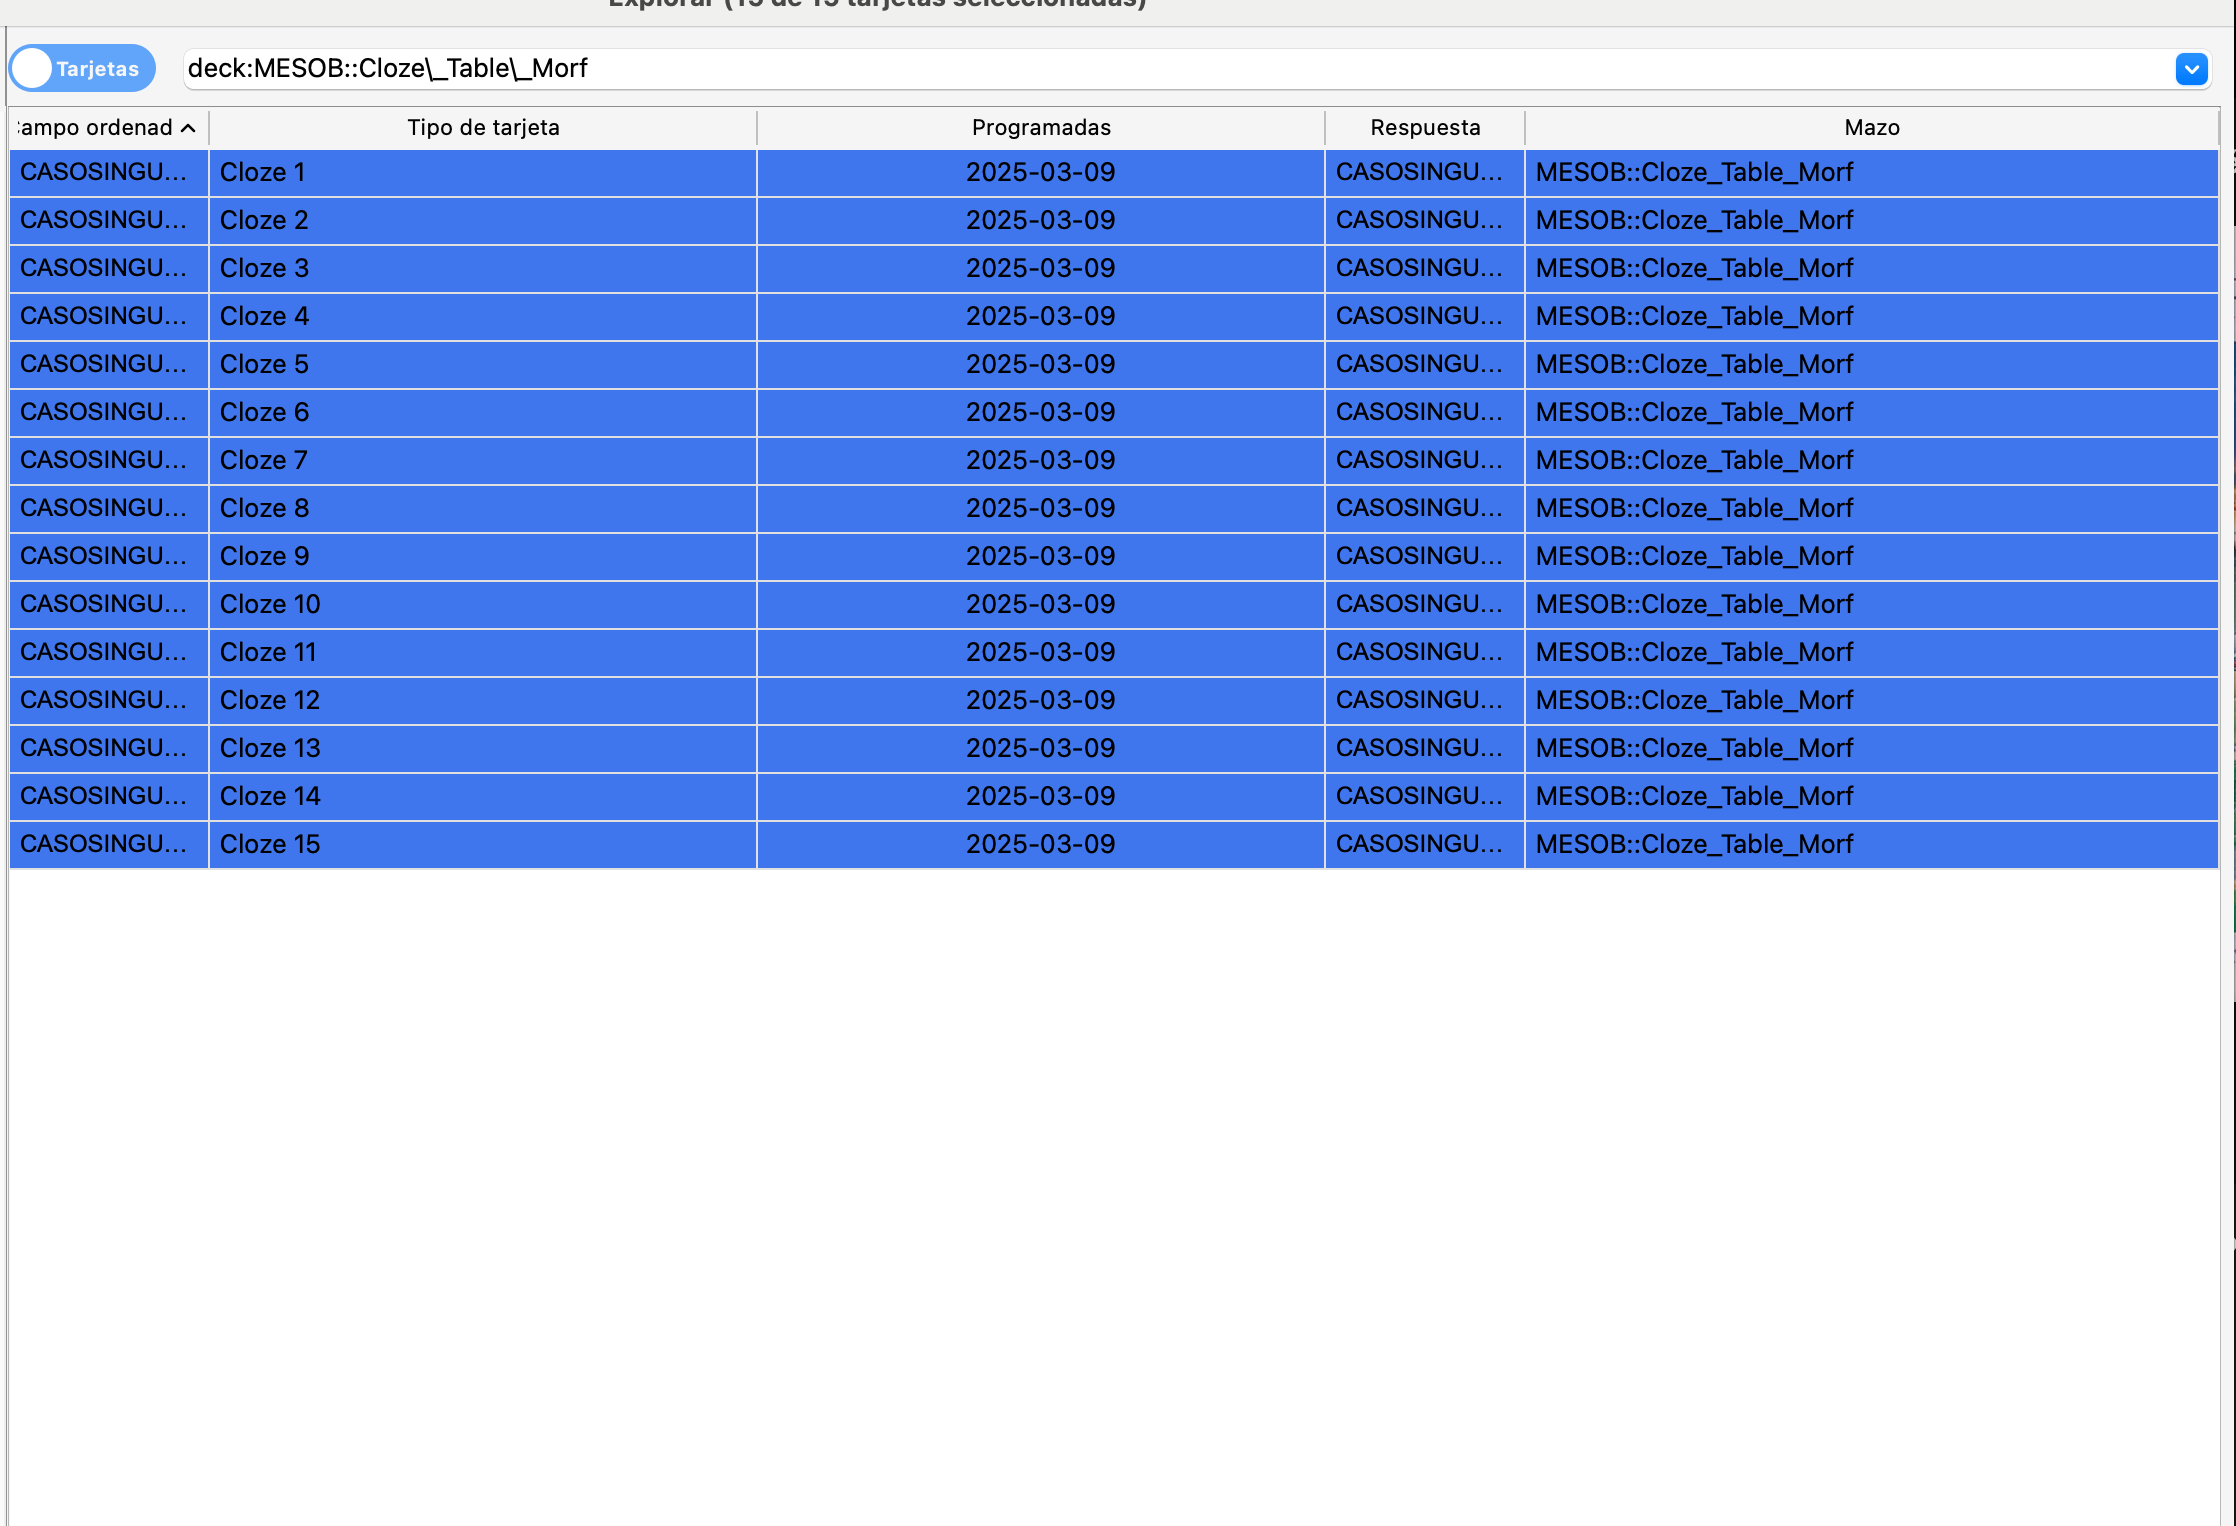 Explorar (15 de 15 tarjetas seleccionadas)
Tarjetas deck:MESOB::Cloze\_Table\_Morf
ampo ordenad Tipo de tarjeta Programadas Respuesta Mazo
CASOSINGU... Cloze 1 2025-03-09 CASOSINGU... MESOB::Cloze_Table_Morf
CASOSINGU... Cloze 2 2025-03-09 CASOSINGU... MESOB::Cloze_Table_Morf
CASOSINGU... Cloze 3 2025-03-09 CASOSINGU... MESOB::Cloze_Table_Morf
CASOSINGU... Cloze 4 2025-03-09 CASOSINGU... MESOB::Cloze_Table_Morf
CASOSINGU... Cloze 5 2025-03-09 CASOSINGU... MESOB::Cloze_Table_Morf
CASOSINGU... Cloze 6 2025-03-09 CASOSINGU... MESOB::Cloze_Table_Morf
CASOSINGU... Cloze 7 2025-03-09 CASOSINGU... MESOB::Cloze_Table_Morf
CASOSINGU... Cloze 8 2025-03-09 CASOSINGU... MESOB::Cloze_Table_Morf
CASOSINGU... Cloze 9 2025-03-09 CASOSINGU... MESOB::Cloze_Table_Morf
CASOSINGU... Cloze 10 2025-03-09 CASOSINGU... MESOB::Cloze_Table_Morf
CASOSINGU... Cloze 11 2025-03-09 CASOSINGU... MESOB::Cloze_Table_Morf
CASOSINGU... Cloze 12 2025-03-09 CASOSINGU... MESOB::Cloze_Table_Morf
CASOSINGU... Cloze 13 2025-03-09 CASOSINGU... MESOB::Cloze_Table_Morf
CASOSINGU... Cloze 14 2025-03-09 CASOSINGU... MESOB::Cloze_Table_Morf
CASOSINGU... Cloze 15 2025-03-09 CASOSINGU... MESOB::Cloze_Table_Morf